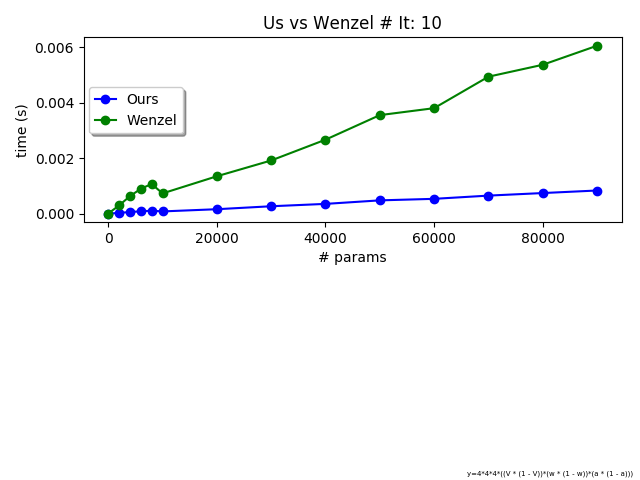 Us vs Wenzel # It: 10
0.006
0.004
0.002
0.000
time (s)
Ours
Wenzel
0 20000 40000 60000 80000
# params
y=4*4*4*((V * (1 - V))*(w * (1 - w))*(a * (1 - a)))